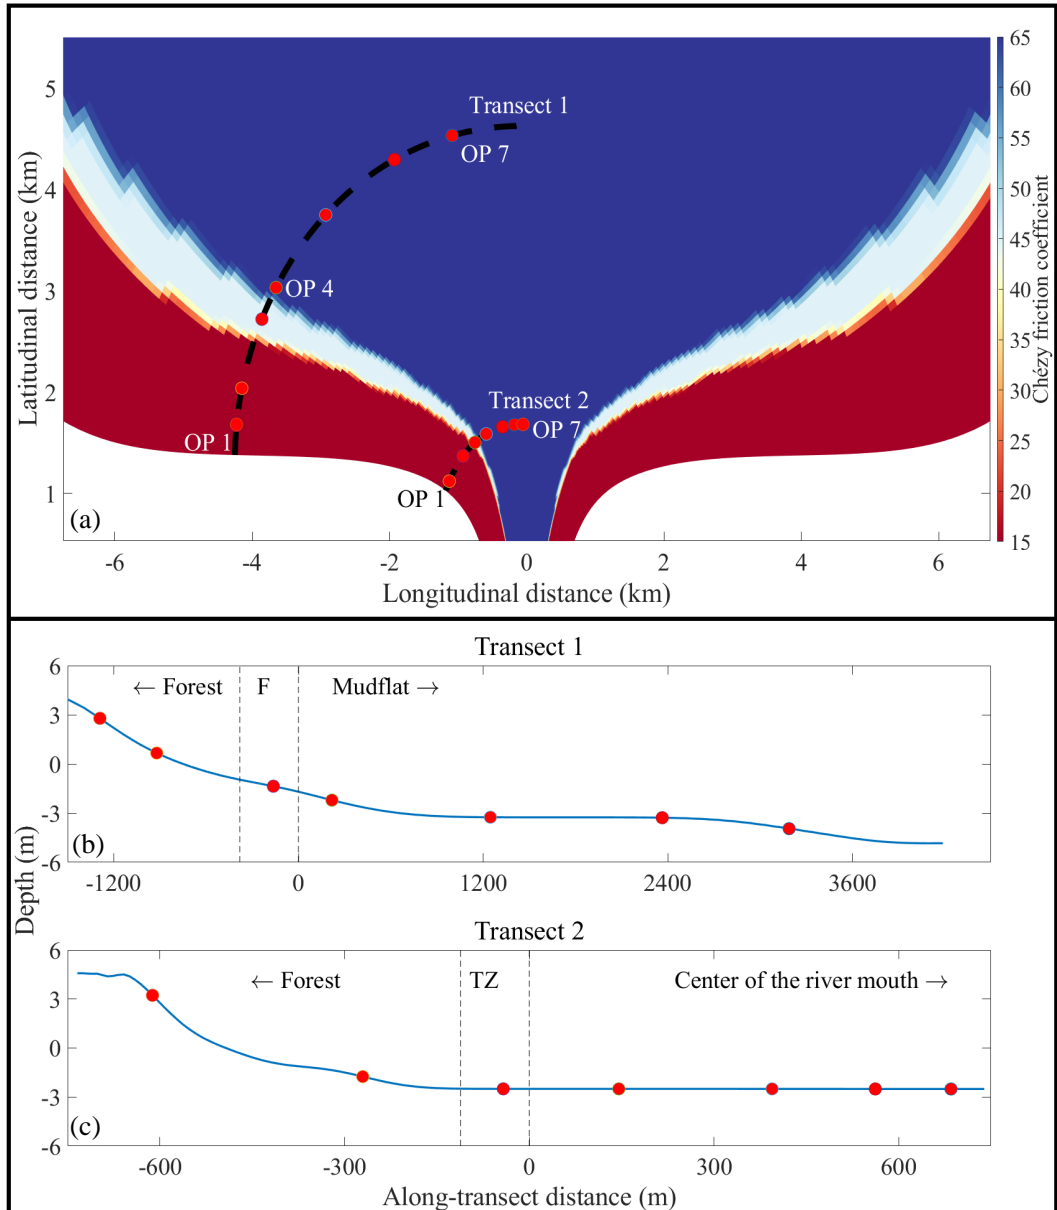 Transect 1
OP 7
OP 4
OP 1
Transect 2
OP 7
OP 1
(a)
5
4
3
2
1
Latitudinal distance (km)
-6 -4 -2 0 2 4 6
Longitudinal distance (km)
65
60
55
50
45
40
35
30
25
20
15
Chézy friction coefficient
Transect 1
← Forest F Mudflat →
6
3
0
-3
-6
(b)
-1200 0 1200 2400 3600
Depth (m)
Transect 2
← Forest TZ Center of the river mouth →
6
3
0
-3
-6
(c)
-600 -300 0 300 600
Along-transect distance (m)